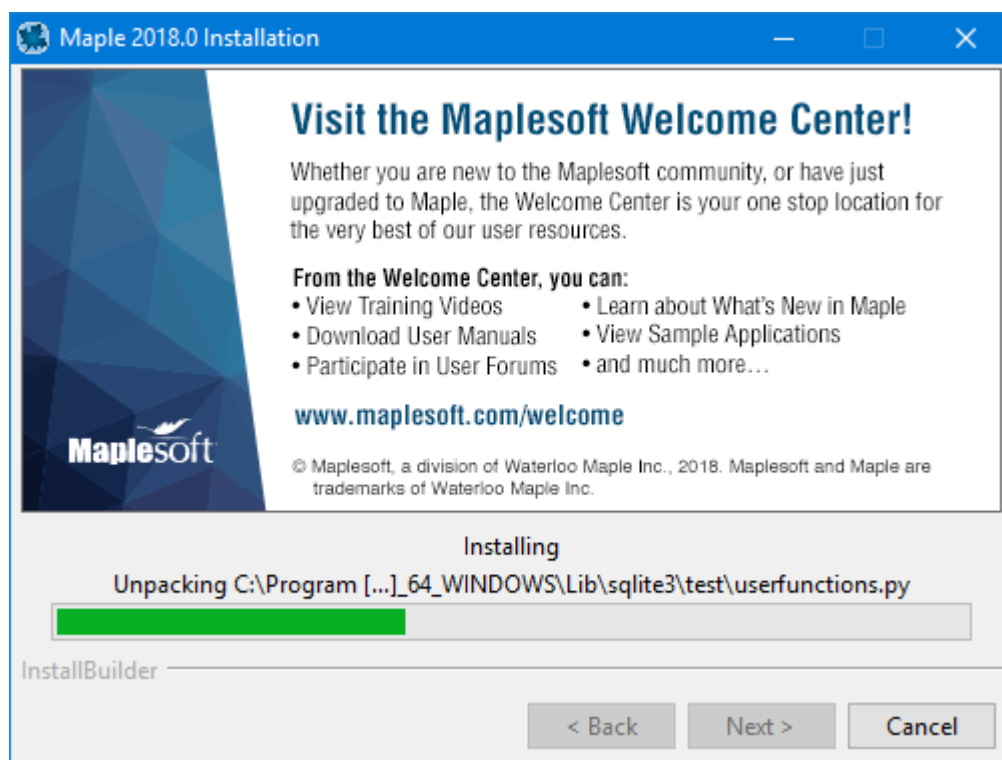 Maple 2018.0 Installation
Visit the Maplesoft Welcome Center!
Whether you are new to the Maplesoft community, or have just
upgraded to Maple, the Welcome Center is your one stop location for
the very best of our user resources.
From the Welcome Center, you can:
• View Training Videos • Learn about What's New in Maple
• Download User Manuals • View Sample Applications
• Participate in User Forums • and much more...
www.maplesoft.com/welcome
Maplesoft
© Maplesoft, a division of Waterloo Maple Inc., 2018. Maplesoft and Maple are
trademarks of Waterloo Maple Inc.
Installing
Unpacking C:\Program [...]_64_WINDOWS\Lib\sqlite3\test\userfunctions.py
InstallBuilder
< Back Next > Cancel